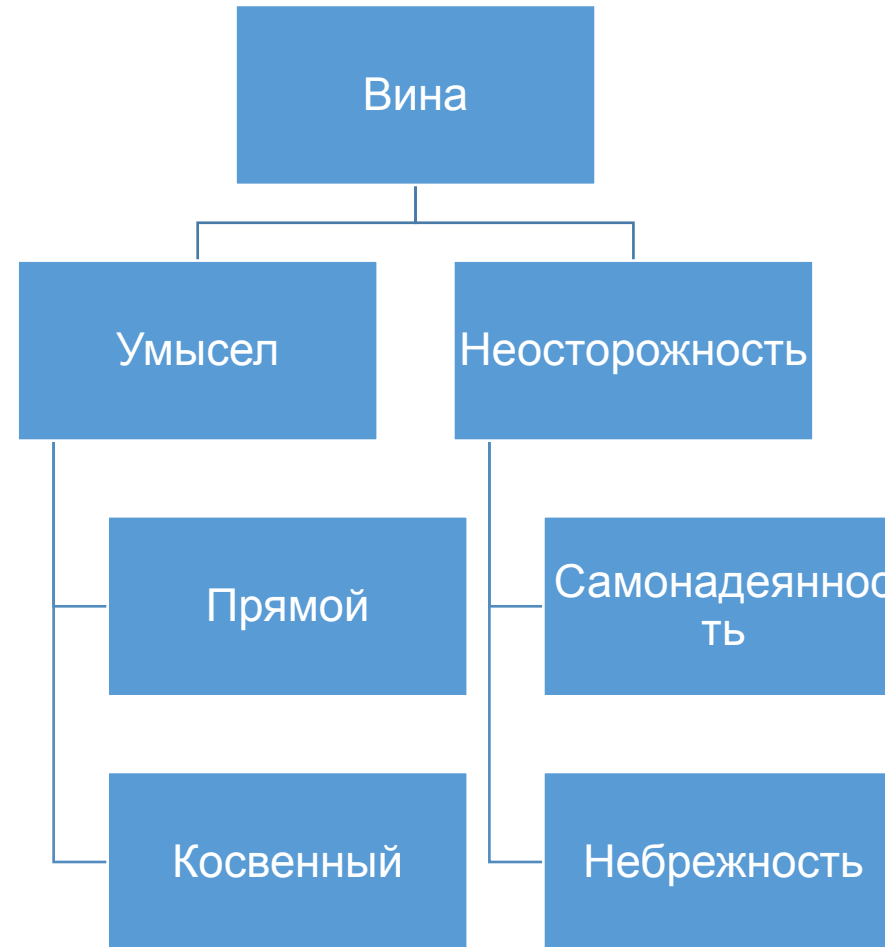 Вина
Умысел
Неосторожность
Прямой
Самонадеяннос
ть
Косвенный
Небрежность